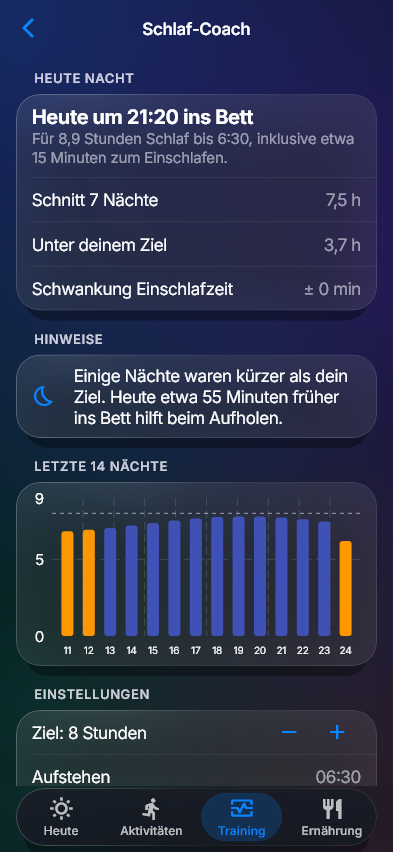 Schlaf-Coach
HEUTE NACHT
Heute um 21:20 ins Bett
Für 8,9 Stunden Schlaf bis 6:30, inklusive etwa
15 Minuten zum Einschlafen.
Schnitt 7 Nächte 7,5 h
Unter deinem Ziel 3,7 h
Schwankung Einschlafzeit ± 0 min
HINWEISE
Einige Nächte waren kürzer als dein
Ziel. Heute etwa 55 Minuten früher
ins Bett hilft beim Aufholen.
LETZTE 14 NÄCHTE
9
5
0
11 12 13 14 15 16 17 18 19 20 21 22 23 24
EINSTELLUNGEN
Ziel: 8 Stunden − +
Aufstehen 06:30
Heute Aktivitäten Training Ernährung